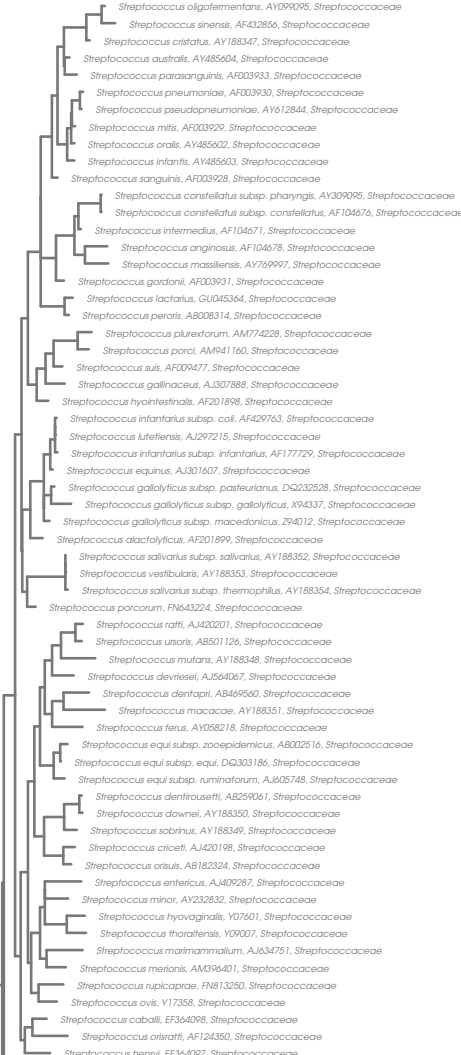 Streptococcus oligofermentans, AY099095, Streptococcaceae
Streptococcus sinensis, AF432856, Streptococcaceae
Streptococcus cristatus, AY188347, Streptococcaceae
Streptococcus australis, AY485604, Streptococcaceae
Streptococcus parasanguinis, AF003933, Streptococcaceae
Streptococcus pneumoniae, AF003930, Streptococcaceae
Streptococcus pseudopneumoniae, AY612844, Streptococcaceae
Streptococcus mitis, AF003929, Streptococcaceae
Streptococcus oralis, AY485602, Streptococcaceae
Streptococcus infantis, AY485603, Streptococcaceae
Streptococcus sanguinis, AF003928, Streptococcaceae
Streptococcus constellatus subsp. pharyngis, AY309095, Streptococcaceae
Streptococcus constellatus subsp. constellatus, AF104676, Streptococcaceae
Streptococcus intermedius, AF104671, Streptococcaceae
Streptococcus anginosus, AF104678, Streptococcaceae
Streptococcus massiliensis, AY769997, Streptococcaceae
Streptococcus gordonii, AF003931, Streptococcaceae
Streptococcus lactarius, GU045364, Streptococcaceae
Streptococcus peroris, AB008314, Streptococcaceae
Streptococcus plurextorum, AM774228, Streptococcaceae
Streptococcus porci, AM941160, Streptococcaceae
Streptococcus suis, AF009477, Streptococcaceae
Streptococcus gallinaceus, AJ307888, Streptococcaceae
Streptococcus hyointestinalis, AF201898, Streptococcaceae
Streptococcus infantarius subsp. coli, AF429763, Streptococcaceae
Streptococcus lutetiensis, AJ297215, Streptococcaceae
Streptococcus infantarius subsp. infantarius, AF177729, Streptococcaceae
Streptococcus equinus, AJ301607, Streptococcaceae
Streptococcus gallolyticus subsp. pasteurianus, DQ232528, Streptococcaceae
Streptococcus gallolyticus subsp. gallolyticus, X94337, Streptococcaceae
Streptococcus gallolyticus subsp. macedonicus, Z94012, Streptococcaceae
Streptococcus alactolyticus, AF201899, Streptococcaceae
Streptococcus salivarius subsp. salivarius, AY188352, Streptococcaceae
Streptococcus vestibularis, AY188353, Streptococcaceae
Streptococcus salivarius subsp. thermophilus, AY188354, Streptococcaceae
Streptococcus porcorum, FN643224, Streptococcaceae
Streptococcus ratti, AJ420201, Streptococcaceae
Streptococcus ursoris, AB501126, Streptococcaceae
Streptococcus mutans, AY188348, Streptococcaceae
Streptococcus devriesei, AJ564067, Streptococcaceae
Streptococcus dentapri, AB469560, Streptococcaceae
Streptococcus macacae, AY188351, Streptococcaceae
Streptococcus ferus, AY058218, Streptococcaceae
Streptococcus equi subsp. zooepidemicus, AB002516, Streptococcaceae
Streptococcus equi subsp. equi, DQ303186, Streptococcaceae
Streptococcus equi subsp. ruminatorum, AJ605748, Streptococcaceae
Streptococcus dentirousetti, AB259061, Streptococcaceae
Streptococcus downei, AY188350, Streptococcaceae
Streptococcus sobrinus, AY188349, Streptococcaceae
Streptococcus criceti, AJ420198, Streptococcaceae
Streptococcus orisuis, AB182324, Streptococcaceae
Streptococcus entericus, AJ409287, Streptococcaceae
Streptococcus minor, AY232832, Streptococcaceae
Streptococcus hyovaginalis, Y07601, Streptococcaceae
Streptococcus thoraltensis, Y09007, Streptococcaceae
Streptococcus marimammalium, AJ634751, Streptococcaceae
Streptococcus merionis, AM396401, Streptococcaceae
Streptococcus rupicaprae, FN813250, Streptococcaceae
Streptococcus ovis, Y17358, Streptococcaceae
Streptococcus caballi, EF364098, Streptococcaceae
Streptococcus orisratti, AF124350, Streptococcaceae
Streptococcus henryi, EF364097, Streptococcaceae